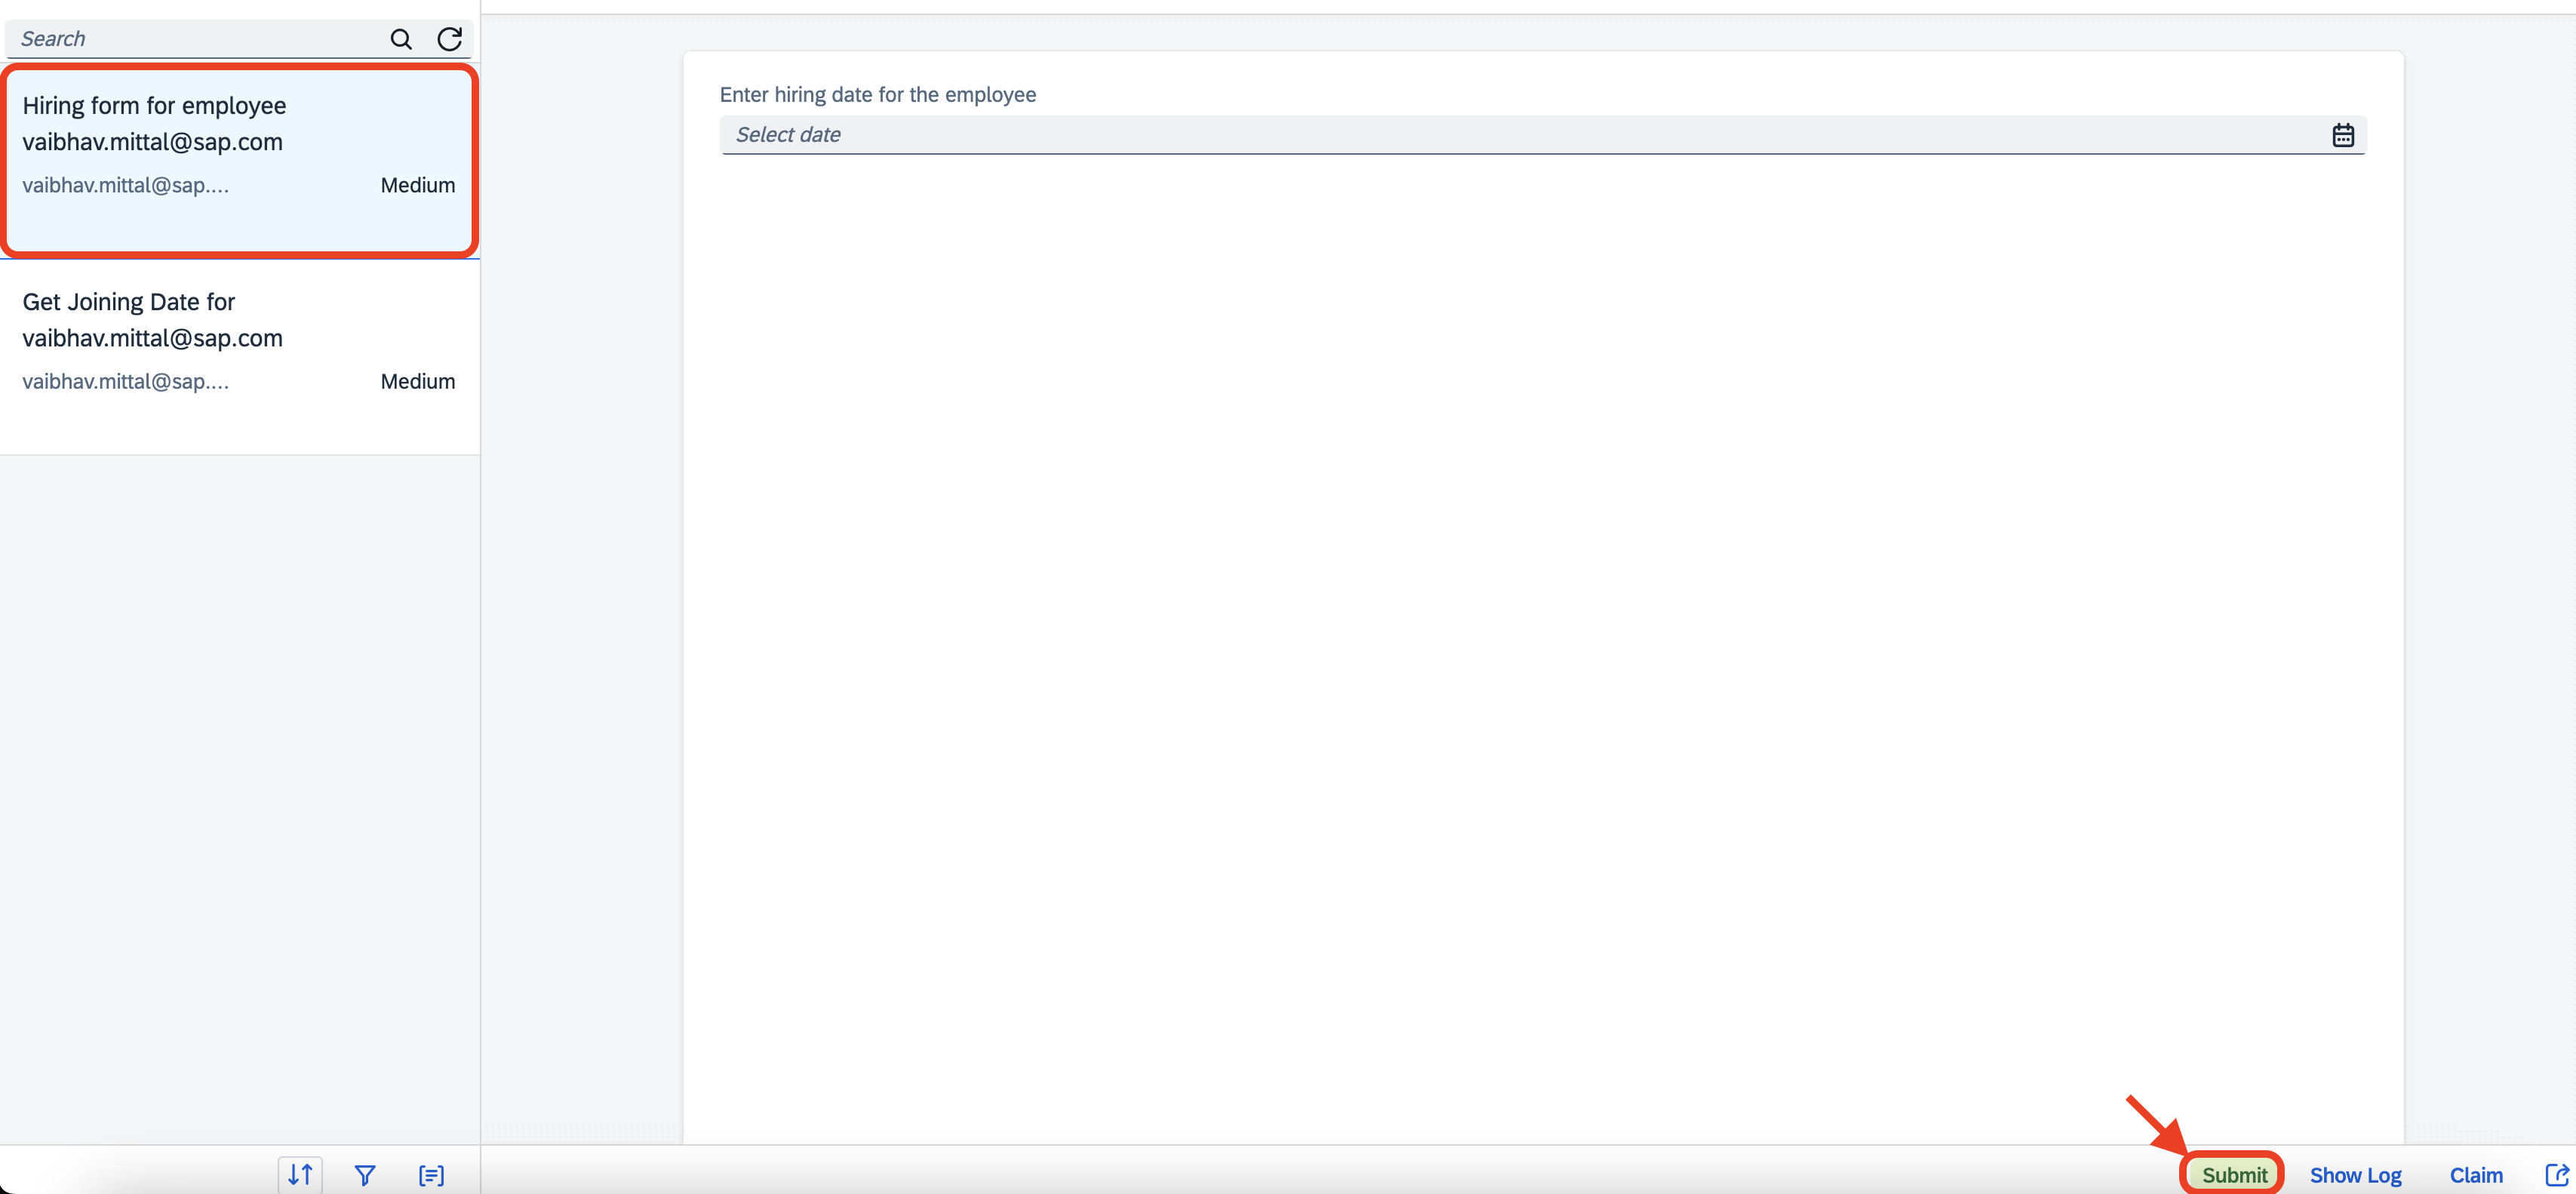 Search
Hiring form for employee
vaibhav.mittal@sap.com
vaibhav.mittal@sap.... Medium
Get Joining Date for
vaibhav.mittal@sap.com
vaibhav.mittal@sap.... Medium
Enter hiring date for the employee
Select date
Submit Show Log Claim